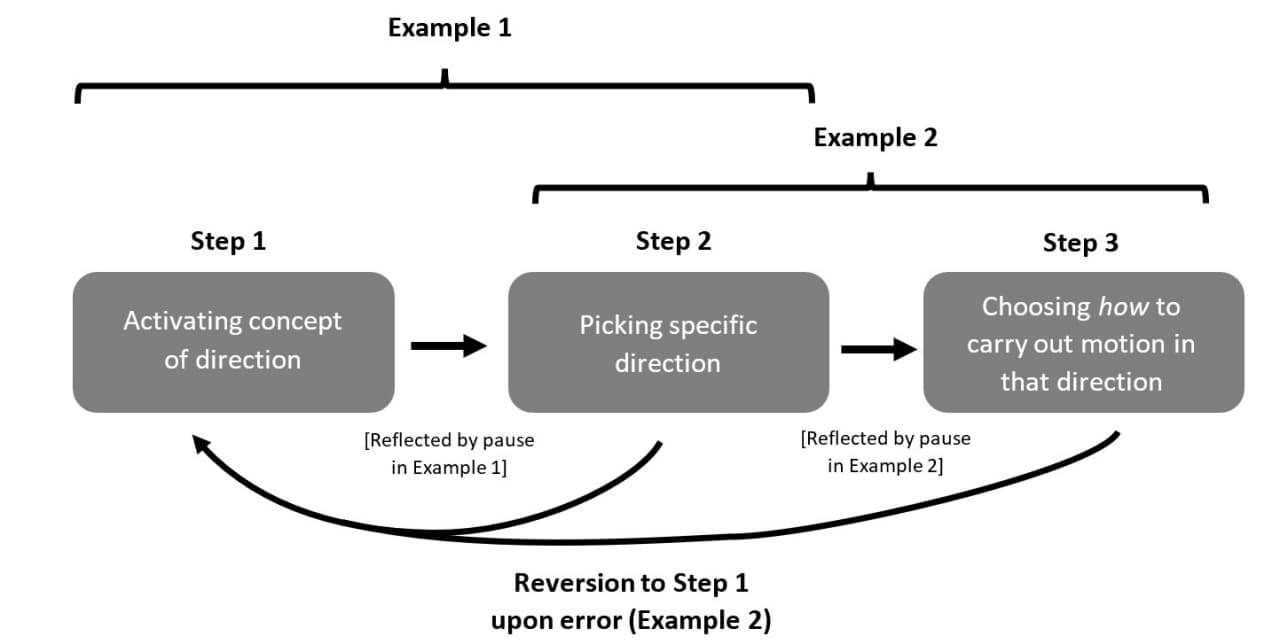 Example 1
Example 2
Step 1
Step 2
Step 3
Activating concept
of direction
Picking specific
direction
Choosing how to
carry out motion in
that direction
[Reflected by pause
in Example 1]
[Reflected by pause
in Example 2]
Reversion to Step 1
upon error (Example 2)